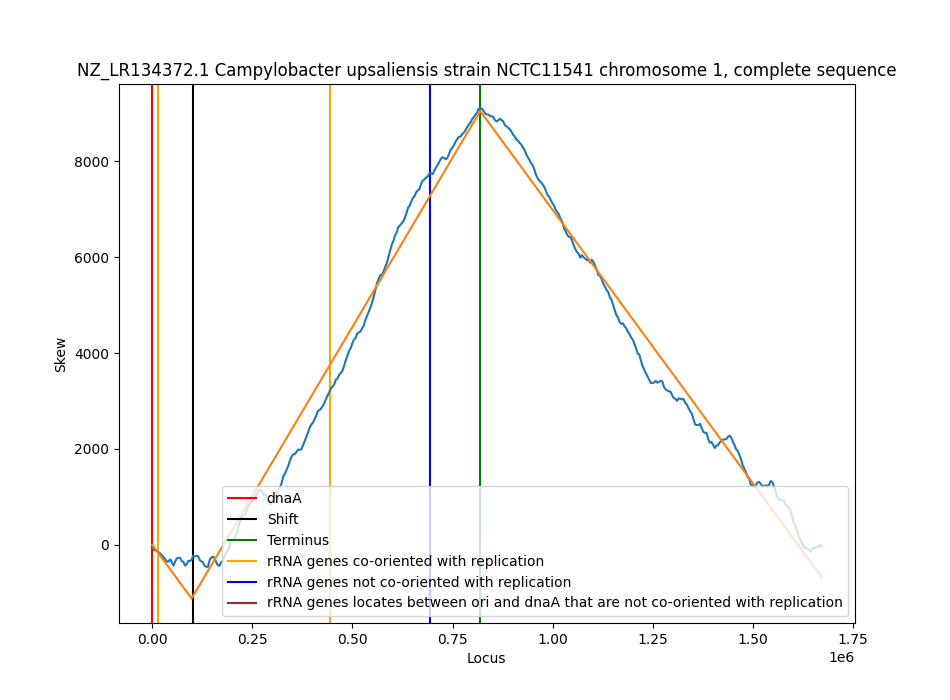 NZ_LR134372.1 Campylobacter upsaliensis strain NCTC11541 chromosome 1, complete sequence
Skew
8000
6000
4000
2000
0
dnaA
Shift
Terminus
rRNA genes co-oriented with replication
rRNA genes not co-oriented with replication
rRNA genes locates between ori and dnaA that are not co-oriented with replication
0.00 0.25 0.50 0.75 1.00 1.25 1.50 1.75
1e6
Locus